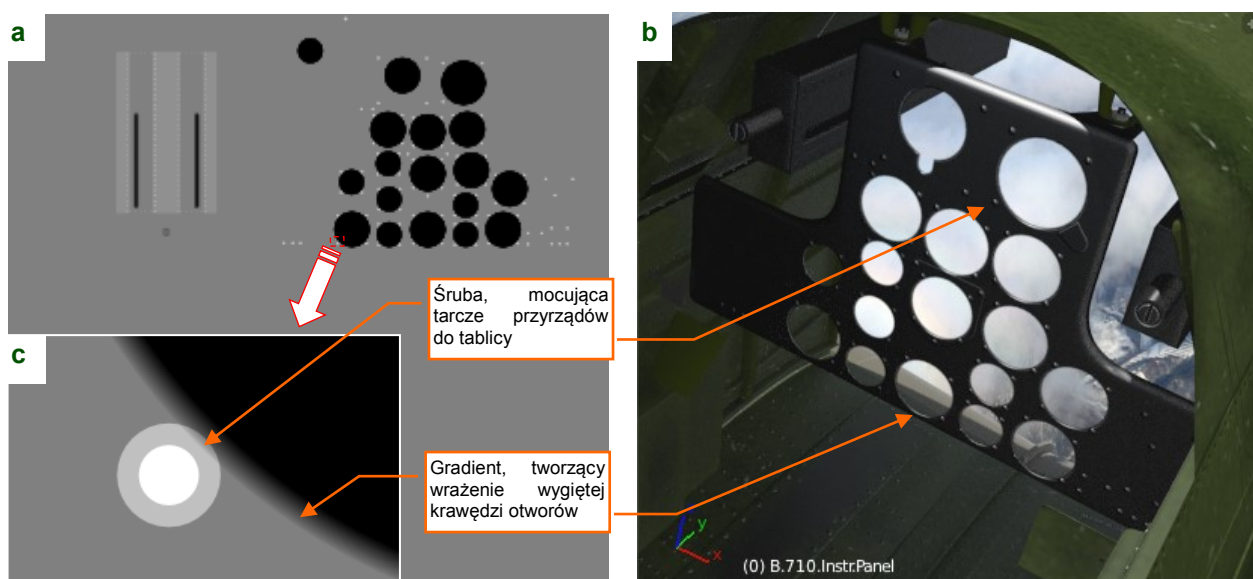 a
b
Śruba, mocująca
tarcze przyrządów
do tablicy
c
Gradient, tworzący
wrażenie wygiętej
krawędzi otworów
y
x
(0) B.710.Instr.Panel